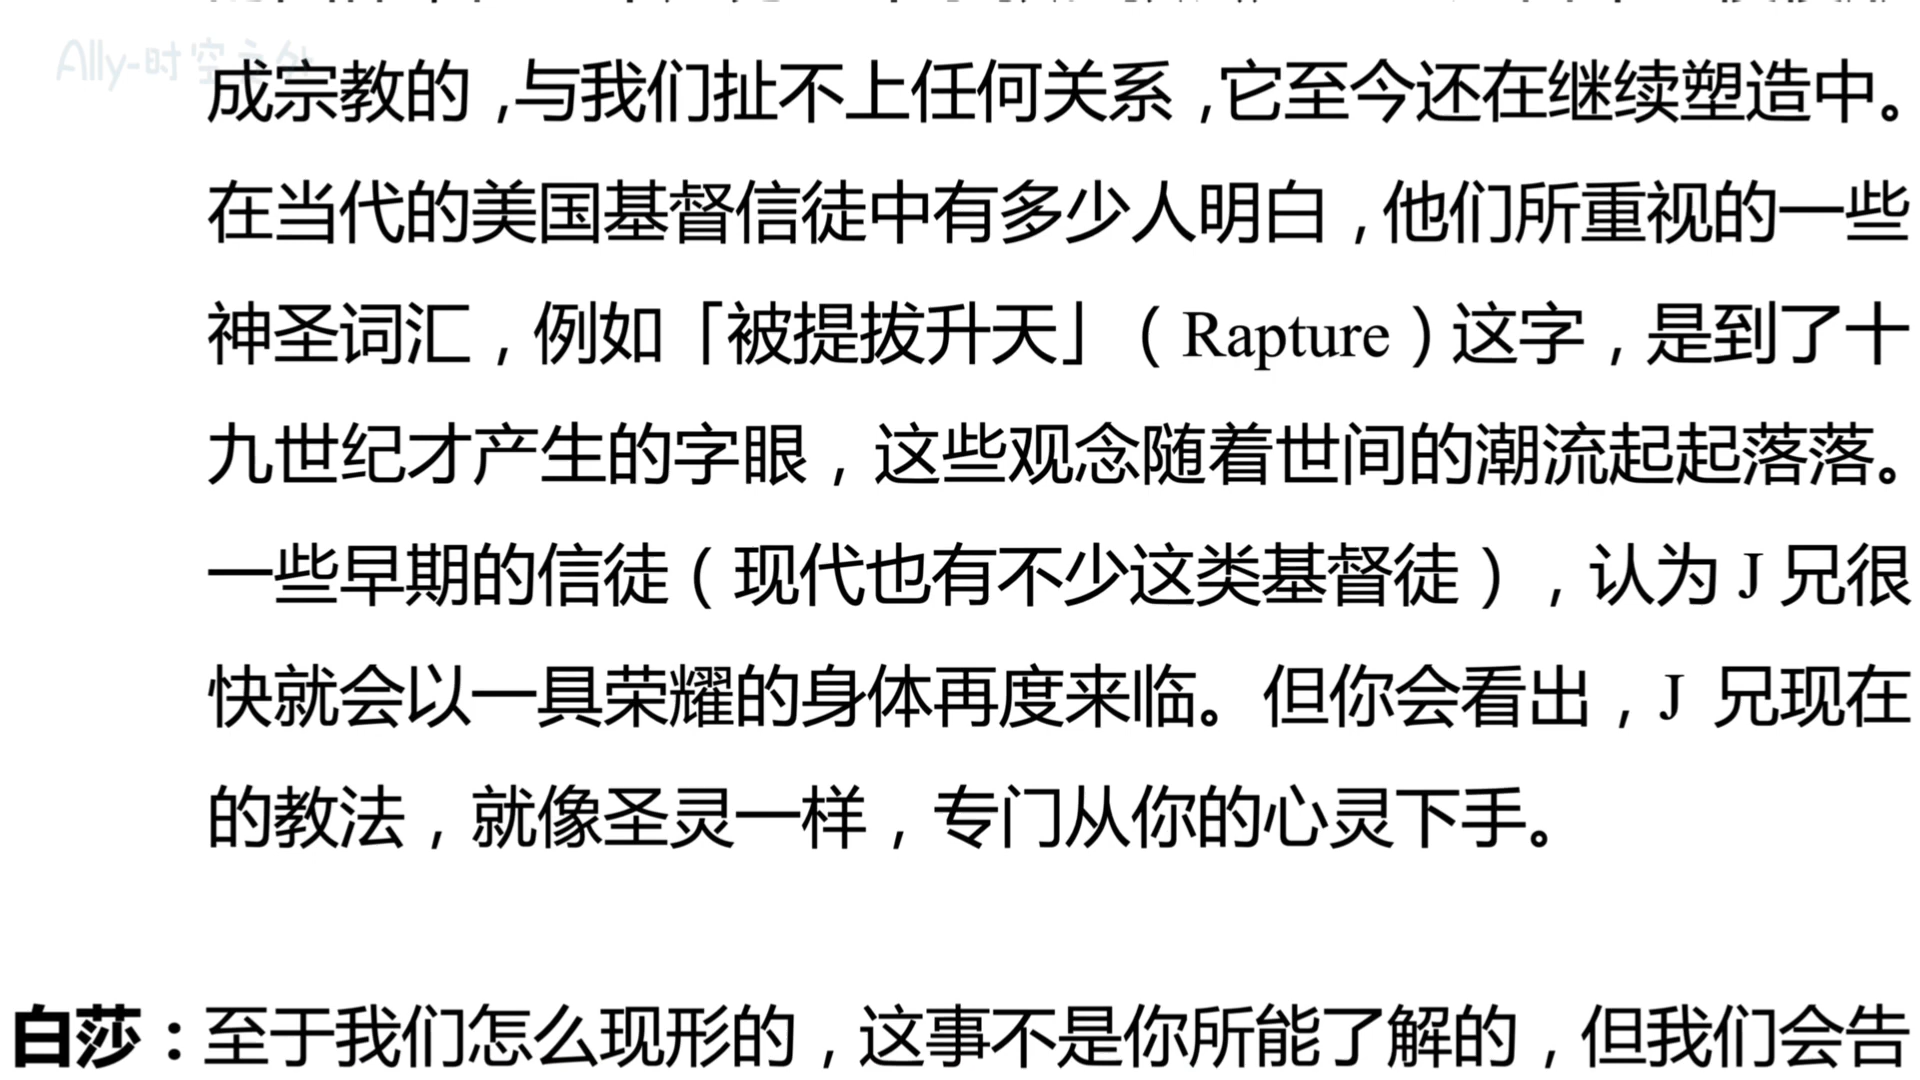 Ally-时空之外
成宗教的，与我们扯不上任何关系，它至今还在继续塑造中。
在当代的美国基督信徒中有多少人明白，他们所重视的一些
神圣词汇，例如「被提拔升天」（Rapture）这字，是到了十
九世纪才产生的字眼，这些观念随着世间的潮流起起落落。
一些早期的信徒（现代也有不少这类基督徒），认为 J 兄很
快就会以一具荣耀的身体再度来临。但你会看出，J 兄现在
的教法，就像圣灵一样，专门从你的心灵下手。
白莎：至于我们怎么现形的，这事不是你所能了解的，但我们会告